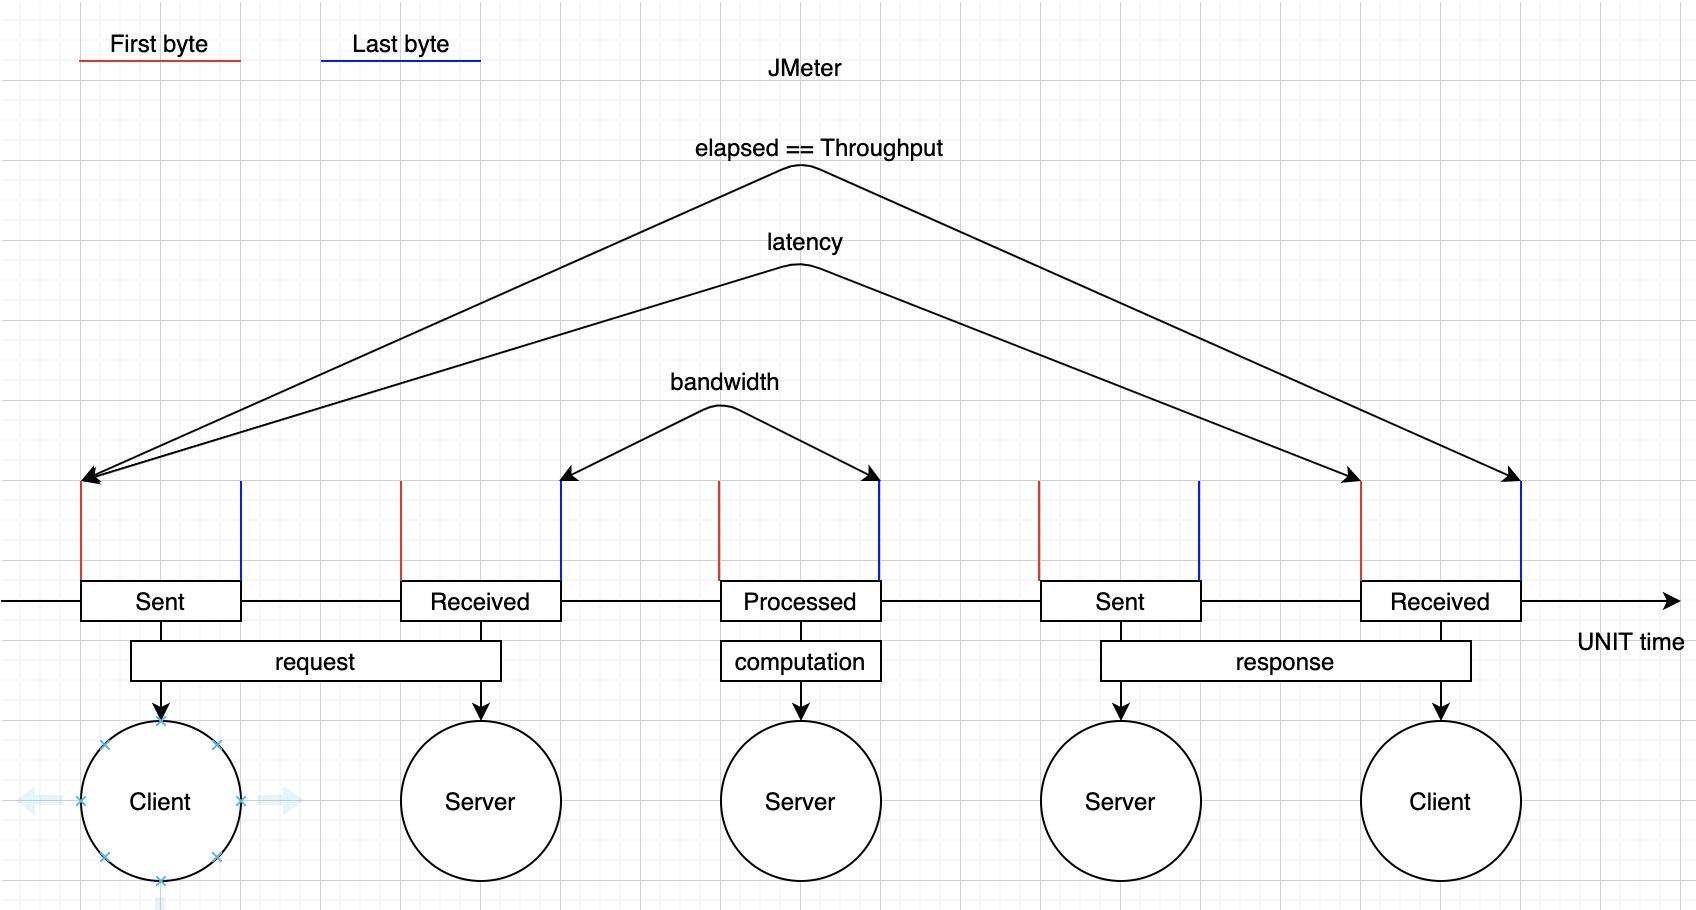 First byte
Last byte
JMeter
elapsed == Throughput
latency
bandwidth
Sent
Received
Processed
Sent
Received
UNIT time
request
computation
response
Client
Server
Server
Server
Client